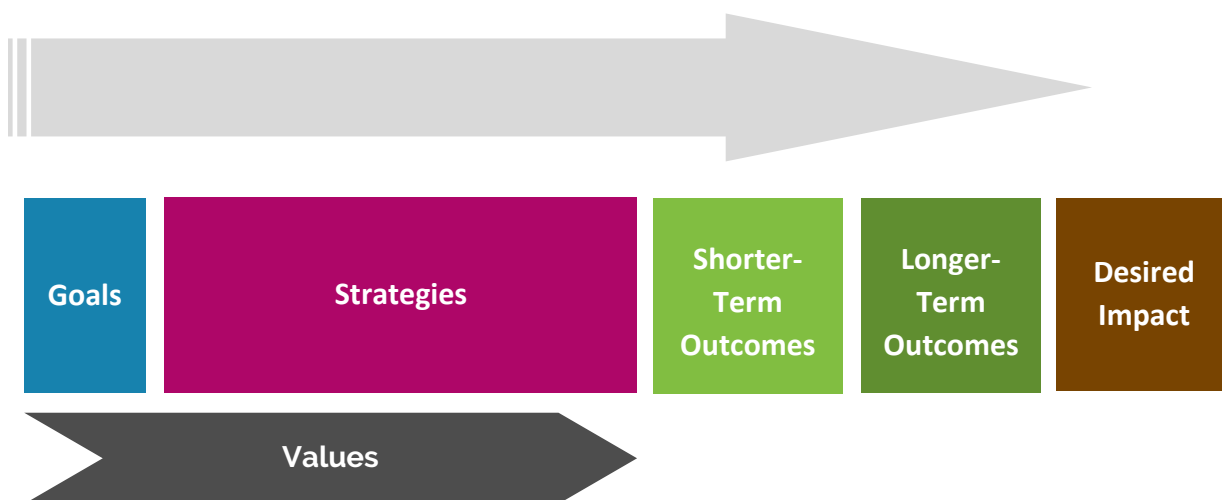 Goals
Strategies
Shorter-
Term
Outcomes
Longer-
Term
Outcomes
Desired
Impact
Values